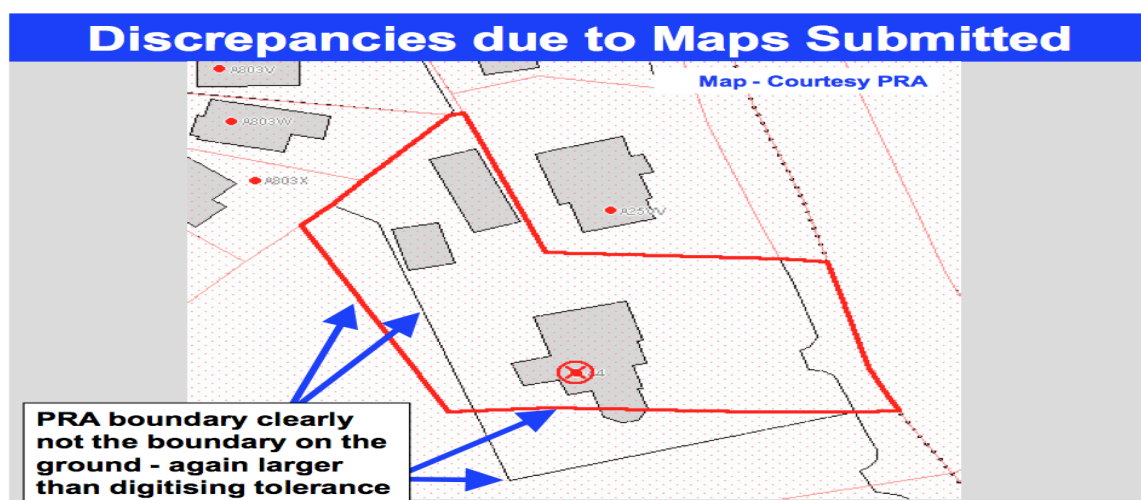 Discrepancies due to Maps Submitted
Map - Courtesy PRA
A803V
A803W
A803X
PRA boundary clearly
not the boundary on the
ground - again larger
than digitising tolerance